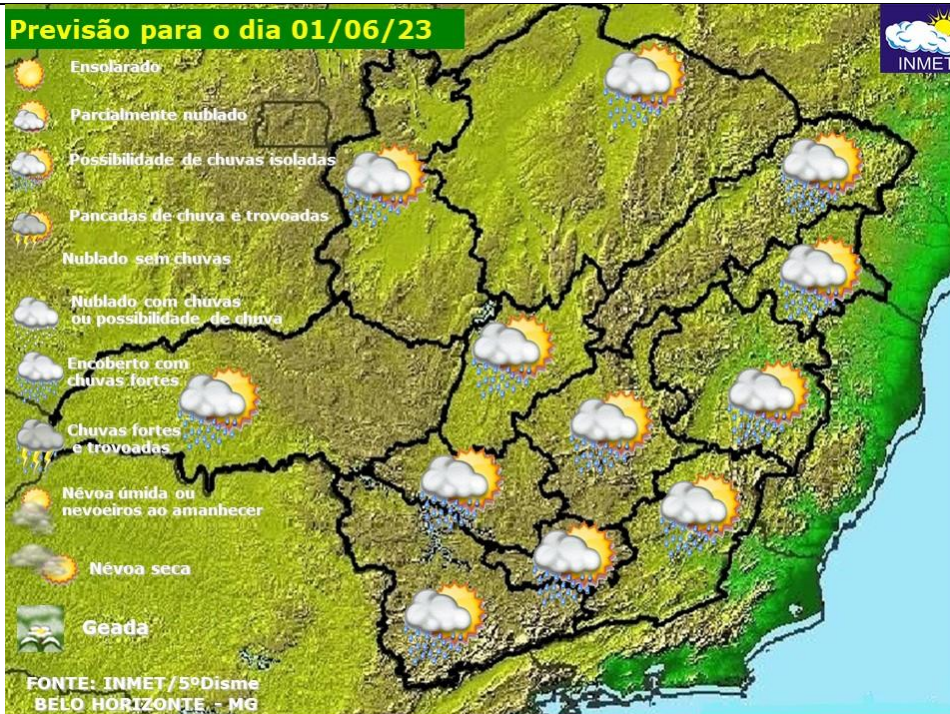 Previsão para o dia 01/06/23
INMET
Ensolarado
Parcialmente nublado
Possibilidade de chuvas isoladas
Pancadas de chuva e trovoadas
Nublado sem chuvas
Nublado com chuvas
ou possibilidade de chuva
Encoberto com
chuvas fortes
Chuvas fortes
e trovoadas
Névoa úmida ou
nevoeiros ao amanhecer
Névoa seca
Geada
FONTE: INMET/5ºDisme
BELO HORIZONTE - MG